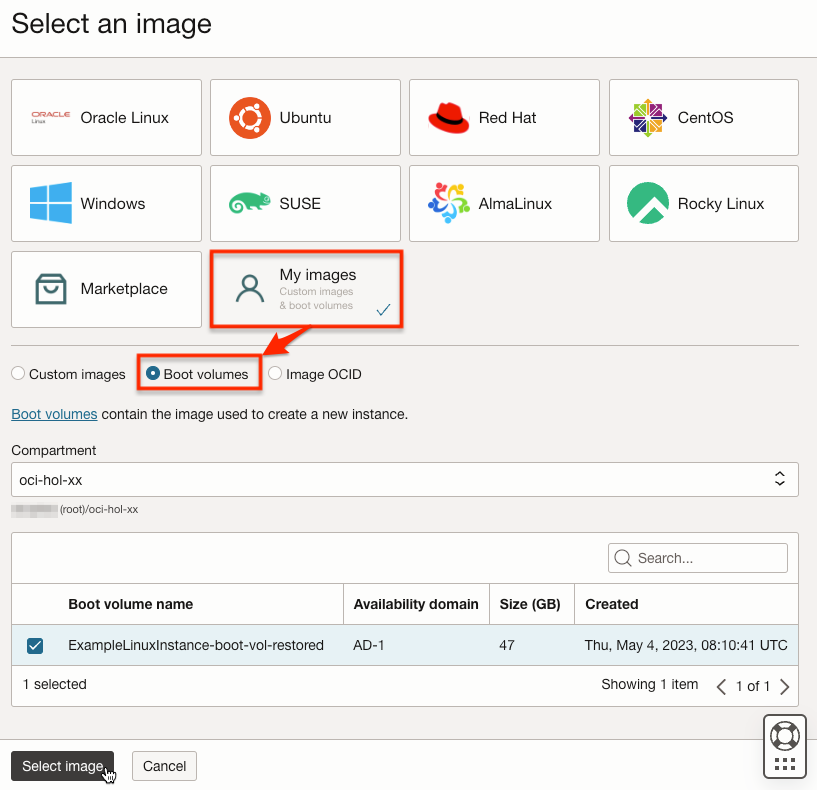 Select an image
ORACLE
Linux
Oracle Linux
Ubuntu
Red Hat
CentOS
Windows
SUSE
AlmaLinux
Rocky Linux
Marketplace
My images
Custom images
& boot volumes
Custom images
Boot volumes
Image OCID
Boot volumes contain the image used to create a new instance.
Compartment
oci-hol-xx
(root)/oci-hol-xx
Search...
Boot volume name Availability domain Size (GB) Created
ExampleLinuxInstance-boot-vol-restored AD-1 47 Thu, May 4, 2023, 08:10:41 UTC
1 selected Showing 1 item 1 of 1
Select image Cancel